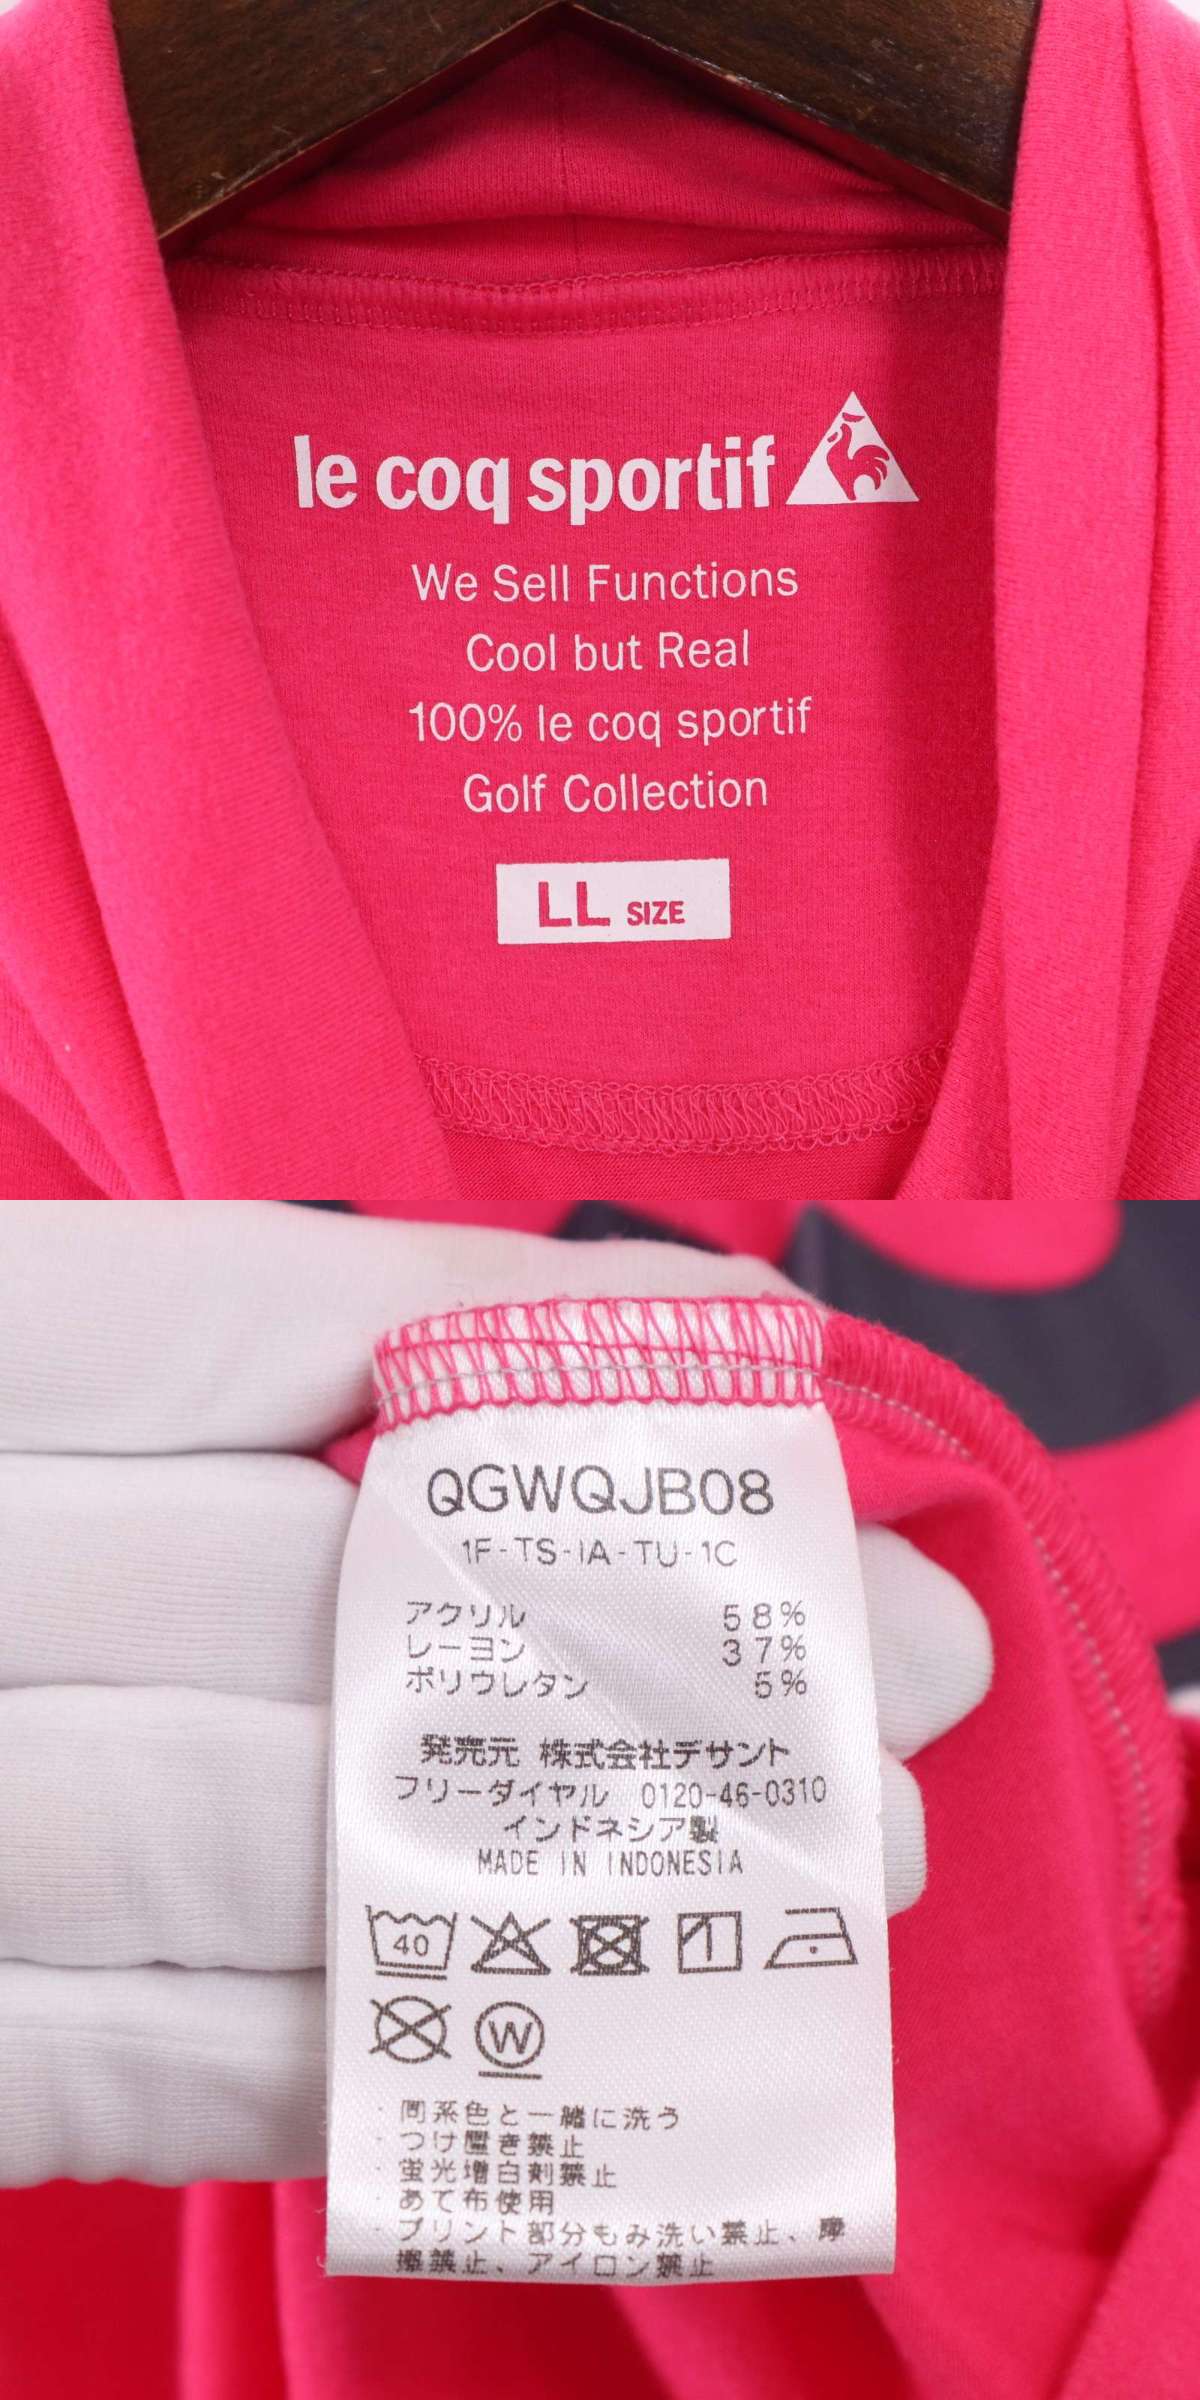 le coq sportif
We Sell Functions
Cool but Real
100% le coq sportif
Golf Collection
LL SIZE
QGWQJB08
1F-TS-IA-TU-1C
アクリル 58%
レーヨン 37%
ポリウレタン 5%
発売元 株式会社デサント
フリーダイヤル 0120-46-0310
インドネシア製
MADE IN INDONESIA
40
W
・同系色と一緒に洗う
・つけ置き禁止
・蛍光増白剤禁止
・あて布使用
・プリント部分もみ洗い禁止、摩
擦禁止、アイロン禁止